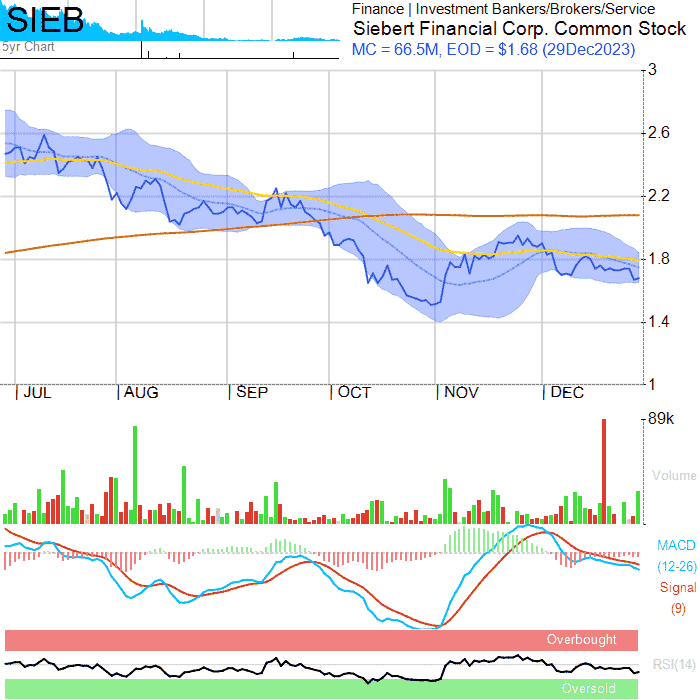 SIEB
5yr Chart
Finance | Investment Bankers/Brokers/Service
Siebert Financial Corp. Common Stock
MC = 66.5M, EOD = $1.68 (29Dec2023)
3
2.6
2.2
1.8
1.4
1
JUL AUG SEP OCT NOV DEC
89k
Volume
MACD
(12-26)
Signal
(9)
Overbought
RSI(14)
Oversold